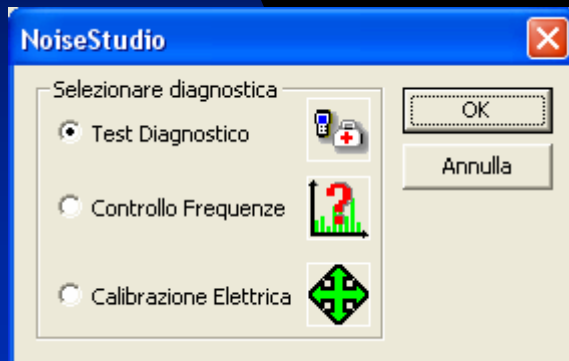 NoiseStudio
Selezionare diagnostica
Test Diagnostico
Controllo Frequenze
Calibrazione Elettrica
OK
Annulla